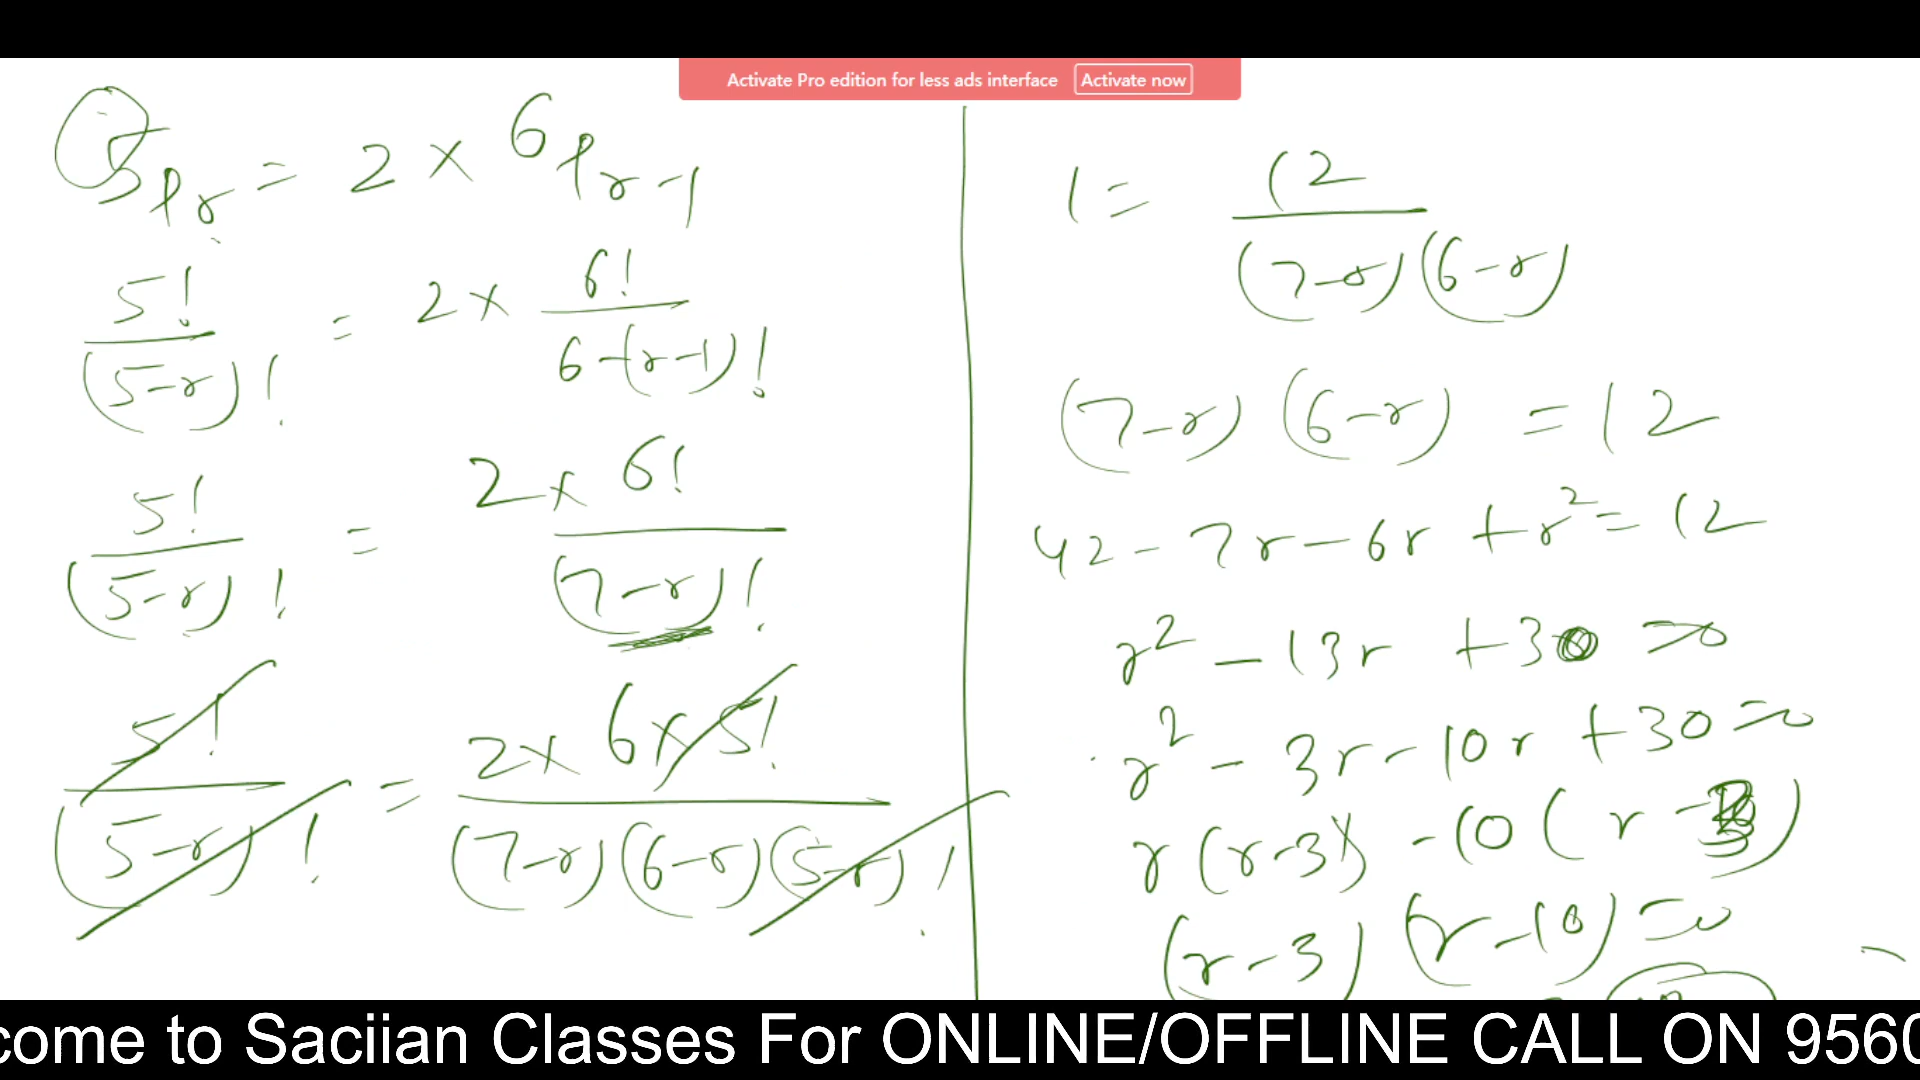 Activate Pro edition for less ads interface Activate now
5Pr = 2 × 6Pr-1
5!/(5-r)! = 2 × 6!/6-(r-1)!
5!/(5-r)! = 2 × 6!/(7-r)!
5!/(5-r)! = 2 × 6 × 5!/(7-r)(6-r)(5-r)!
1 = 12/(7-r)(6-r)
(7-r)(6-r) = 12
42 - 7r - 6r + r² = 12
r² - 13r + 30 = 0
r² - 3r - 10r + 30 = 0
r(r-3) - 10(r-3)
(r-3)(r-10) = 0
come to Saciian Classes For ONLINE/OFFLINE CALL ON 9560